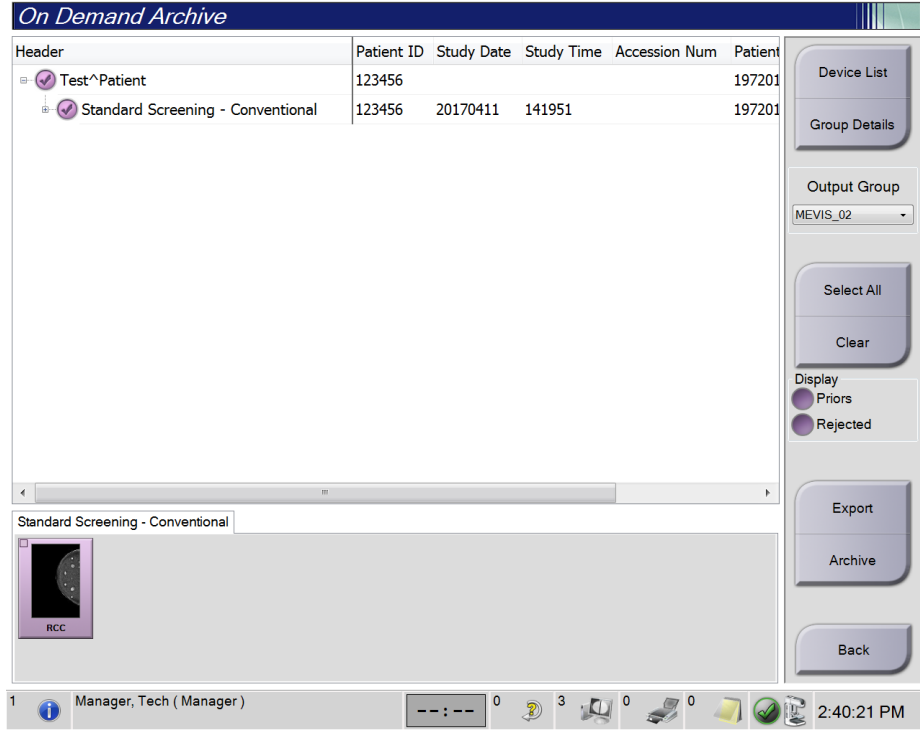 On Demand Archive
Header Patient ID Study Date Study Time Accession Num Patient
Test^Patient 123456 197201
Standard Screening - Conventional 123456 20170411 141951 197201
Device List
Group Details
Output Group
MEVIS_02
Select All
Clear
Display
Priors
Rejected
Export
Archive
Back
Standard Screening - Conventional
RCC
1 Manager, Tech ( Manager ) --:-- 0 3 0 0 2:40:21 PM